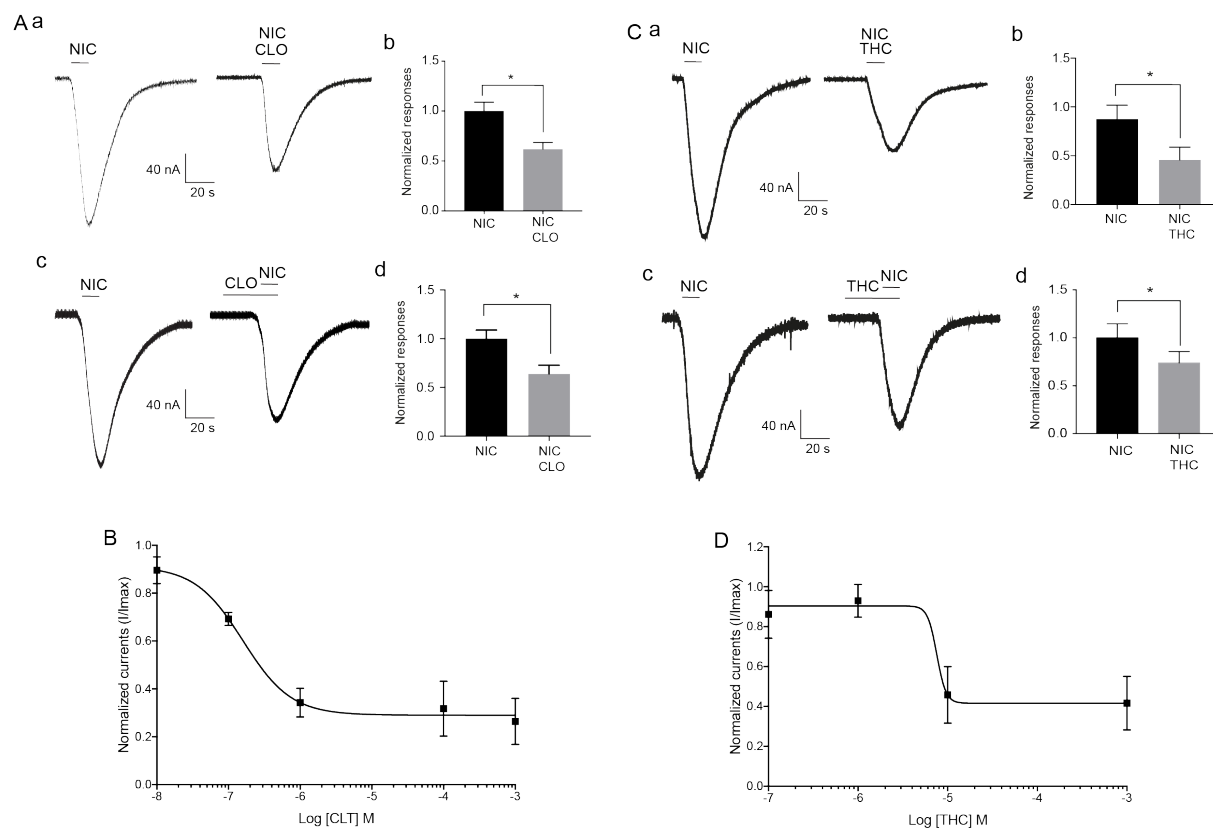 A a
NIC
NIC
CLO
40 nA
20 s
b
Normalized responses
1.5
1.0
0.5
0.0
*
NIC
NIC
CLO
c
NIC
CLO
NIC
40 nA
20 s
d
Normalized responses
1.5
1.0
0.5
0.0
*
NIC
NIC
CLO
C a
NIC
NIC
THC
40 nA
20 s
b
Normalized responses
1.5
1.0
0.5
0.0
*
NIC
NIC
THC
c
NIC
THC
NIC
40 nA
20 s
d
Normalized responses
1.5
1.0
0.5
0.0
*
NIC
NIC
THC
B
Normalized currents (I/Imax)
1.0
0.8
0.6
0.4
0.2
0.0
-8 -7 -6 -5 -4 -3
Log [CLT] M
D
Normalized currents (I/Imax)
1.2
1.0
0.8
0.6
0.4
0.2
0.0
-7 -6 -5 -4 -3
Log [THC] M